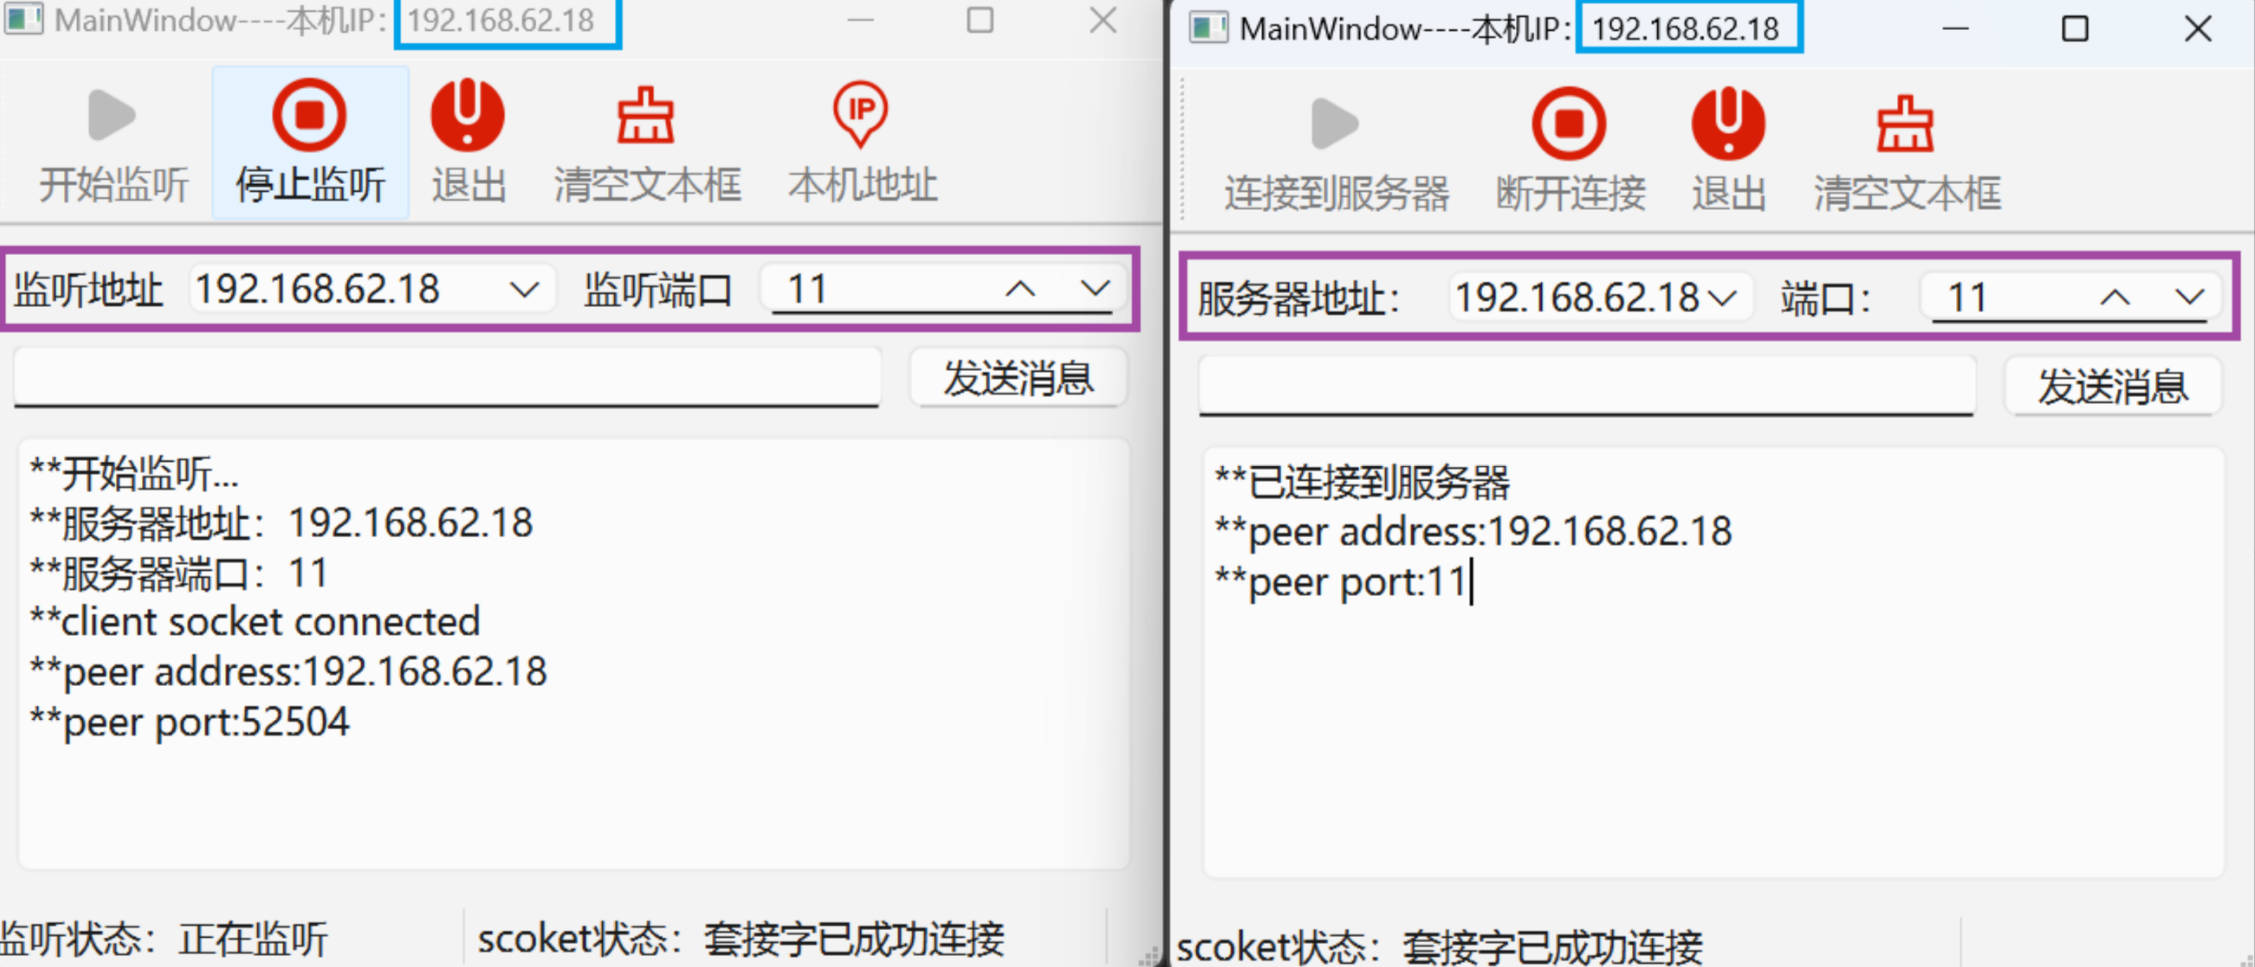 MainWindow----本机IP：192.168.62.18
开始监听 停止监听 退出 清空文本框 IP 本机地址
监听地址 192.168.62.18 监听端口 11
发送消息
**开始监听...
**服务器地址：192.168.62.18
**服务器端口：11
**client socket connected
**peer address:192.168.62.18
**peer port:52504
监听状态：正在监听 scoket状态：套接字已成功连接
MainWindow----本机IP：192.168.62.18
连接到服务器 断开连接 退出 清空文本框
服务器地址： 192.168.62.18 端口： 11
发送消息
**已连接到服务器
**peer address:192.168.62.18
**peer port:11
scoket状态：套接字已成功连接